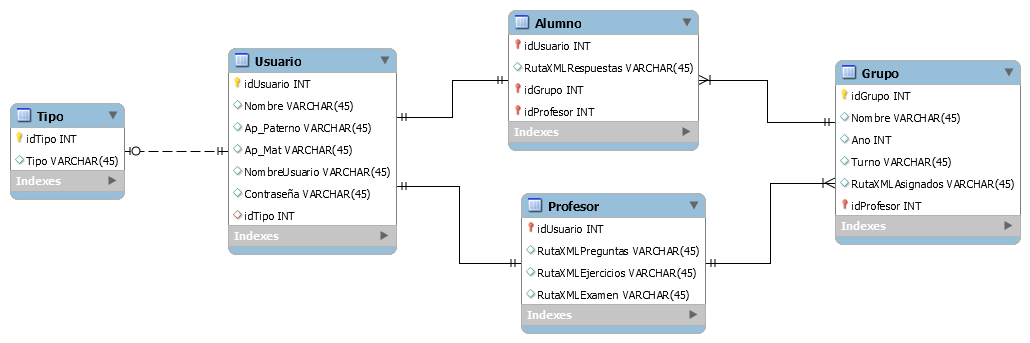 Tipo
idTipo INT
Tipo VARCHAR(45)
Indexes
Usuario
idUsuario INT
Nombre VARCHAR(45)
Ap_Paterno VARCHAR(45)
Ap_Mat VARCHAR(45)
NombreUsuario VARCHAR(45)
Contraseña VARCHAR(45)
idTipo INT
Indexes
Alumno
idUsuario INT
RutaXMLRespuestas VARCHAR(45)
idGrupo INT
idProfesor INT
Indexes
Profesor
idUsuario INT
RutaXMLPreguntas VARCHAR(45)
RutaXMLEjercicios VARCHAR(45)
RutaXMLExamen VARCHAR(45)
Indexes
Grupo
idGrupo INT
Nombre VARCHAR(45)
Ano INT
Turno VARCHAR(45)
RutaXMLAsignados VARCHAR(45)
idProfesor INT
Indexes